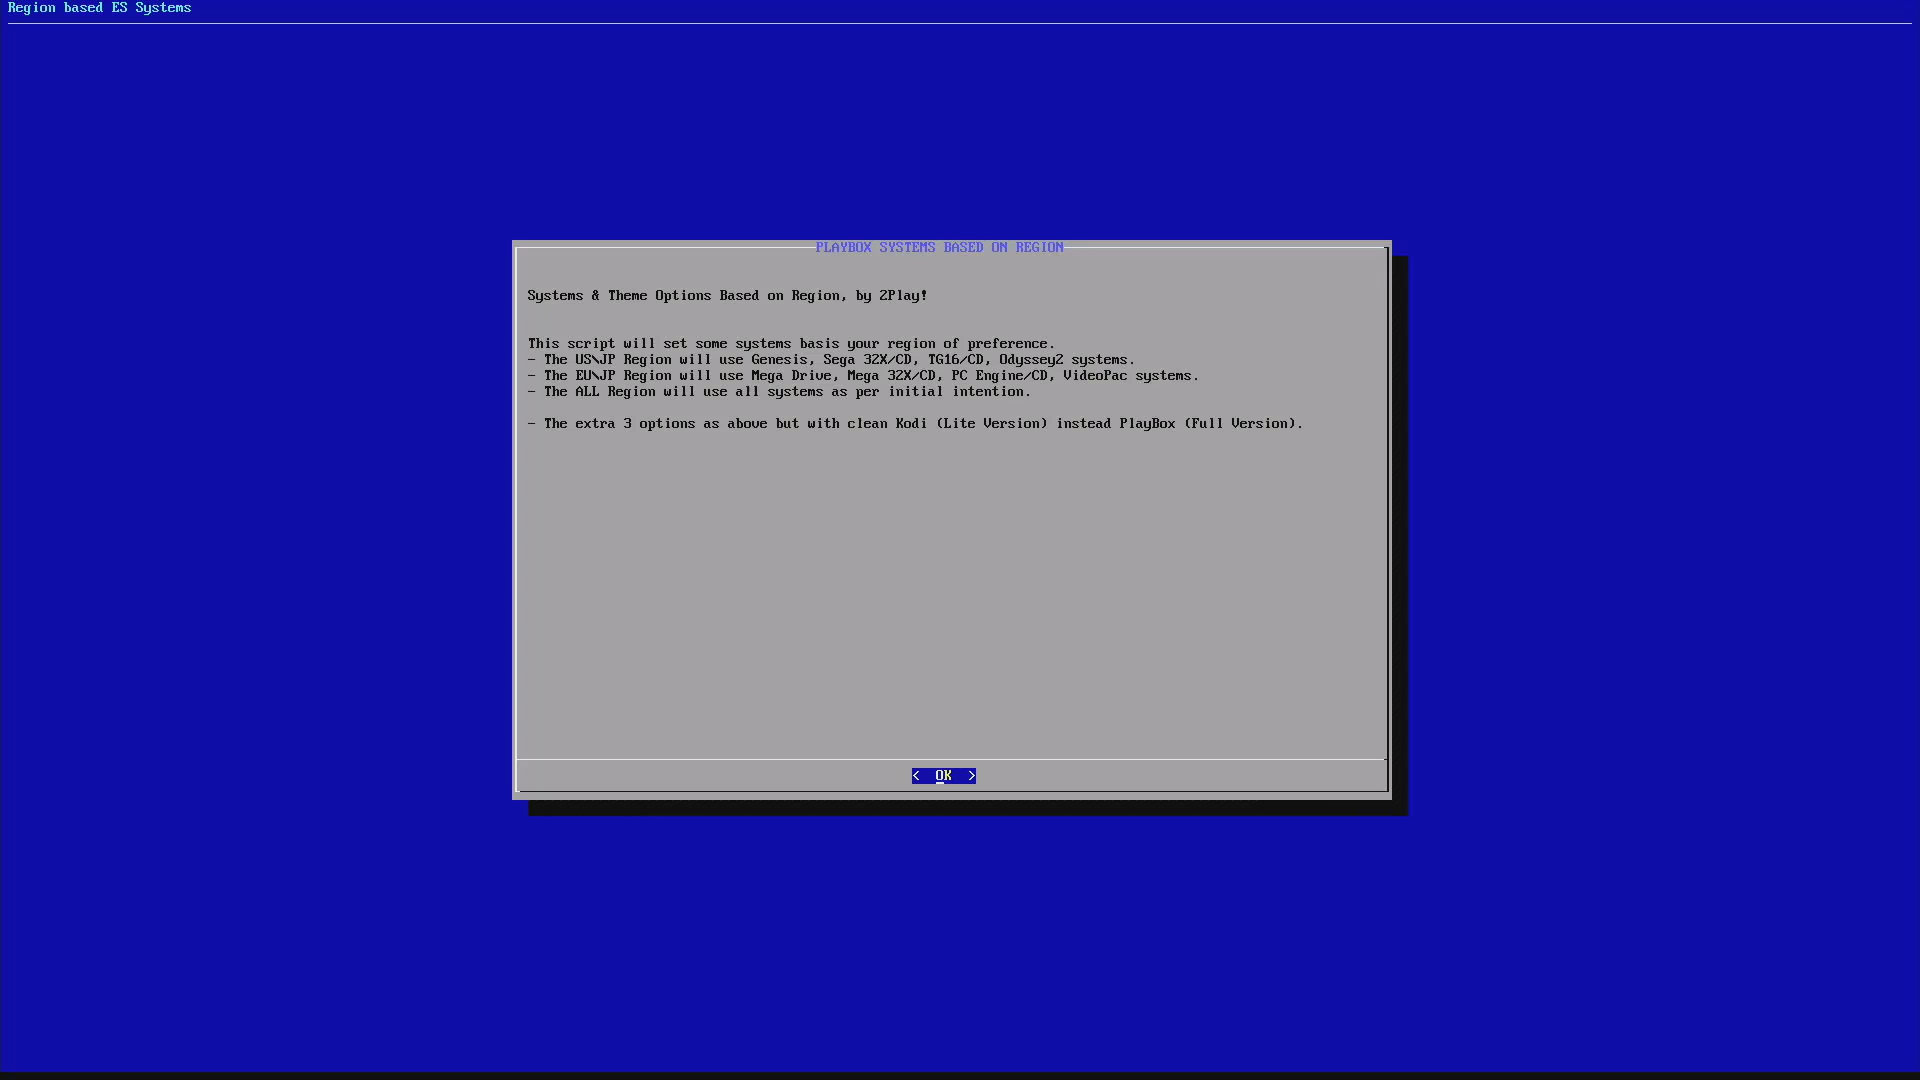 Region based ES Systems
PLAYBOX SYSTEMS BASED ON REGION
Systems & Theme Options Based on Region, by 2Play!
This script will set some systems basis your region of preference.
- The US\JP Region will use Genesis, Sega 32X/CD, TG16/CD, Odyssey2 systems.
- The EU\JP Region will use Mega Drive, Mega 32X/CD, PC Engine/CD, VideoPac systems.
- The ALL Region will use all systems as per initial intention.
- The extra 3 options as above but with clean Kodi (Lite Version) instead PlayBox (Full Version).
<  OK  >